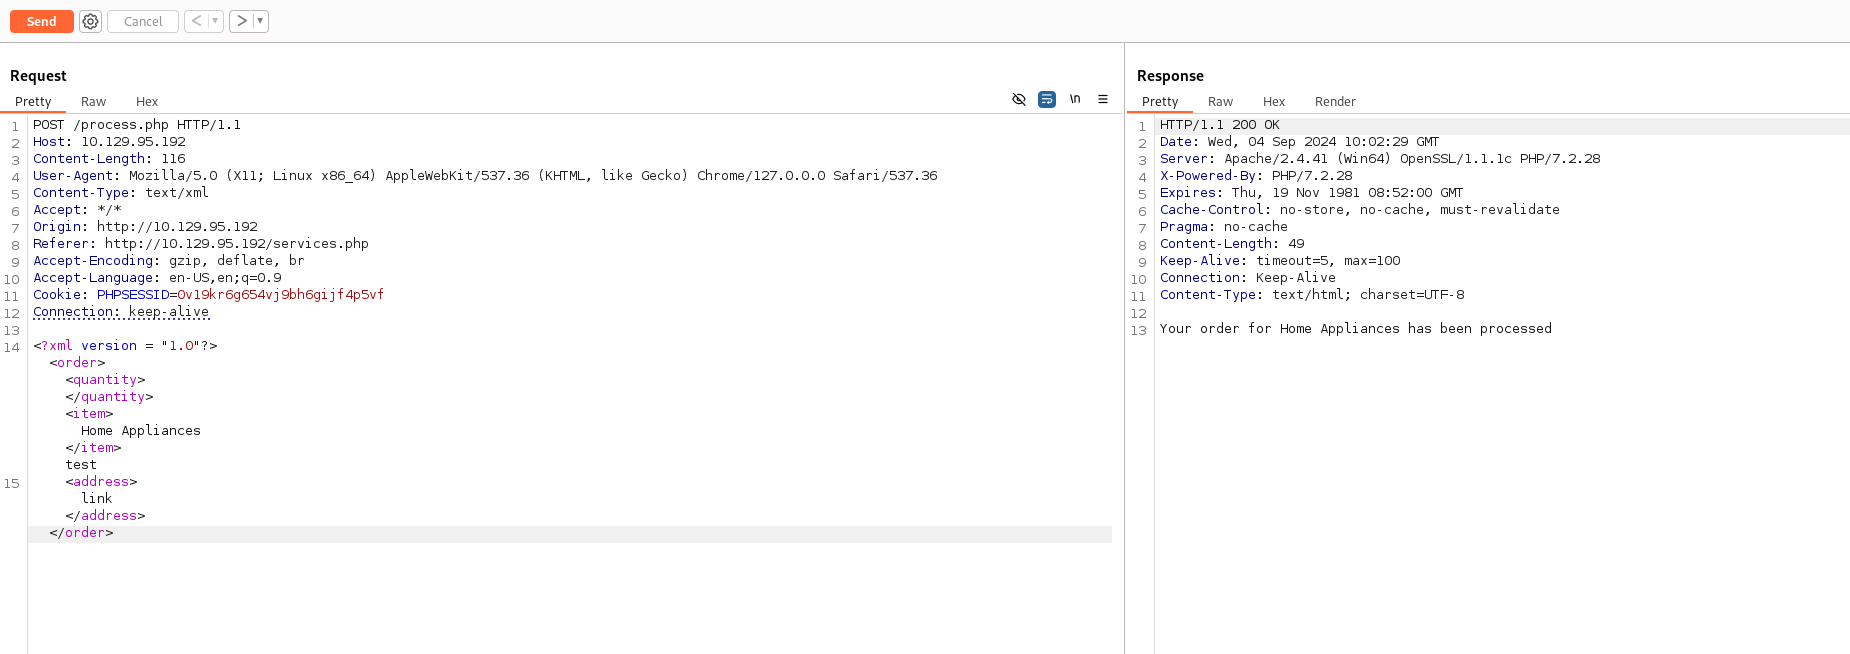 Send
Cancel
< ▼
> ▼
Request
Pretty Raw Hex
\n
1 POST /process.php HTTP/1.1
2 Host: 10.129.95.192
3 Content-Length: 116
4 User-Agent: Mozilla/5.0 (X11; Linux x86_64) AppleWebKit/537.36 (KHTML, like Gecko) Chrome/127.0.0.0 Safari/537.36
5 Content-Type: text/xml
6 Accept: */*
7 Origin: http://10.129.95.192
8 Referer: http://10.129.95.192/services.php
9 Accept-Encoding: gzip, deflate, br
10 Accept-Language: en-US,en;q=0.9
11 Cookie: PHPSESSID=0v19kr6g654vj9bh6gijf4p5vf
12 Connection: keep-alive
13
14 <?xml version = "1.0"?>
<order>
<quantity>
</quantity>
<item>
Home Appliances
</item>
test
15 <address>
link
</address>
</order>
Response
Pretty Raw Hex Render
1 HTTP/1.1 200 OK
2 Date: Wed, 04 Sep 2024 10:02:29 GMT
3 Server: Apache/2.4.41 (Win64) OpenSSL/1.1.1c PHP/7.2.28
4 X-Powered-By: PHP/7.2.28
5 Expires: Thu, 19 Nov 1981 08:52:00 GMT
6 Cache-Control: no-store, no-cache, must-revalidate
7 Pragma: no-cache
8 Content-Length: 49
9 Keep-Alive: timeout=5, max=100
10 Connection: Keep-Alive
11 Content-Type: text/html; charset=UTF-8
12
13 Your order for Home Appliances has been processed